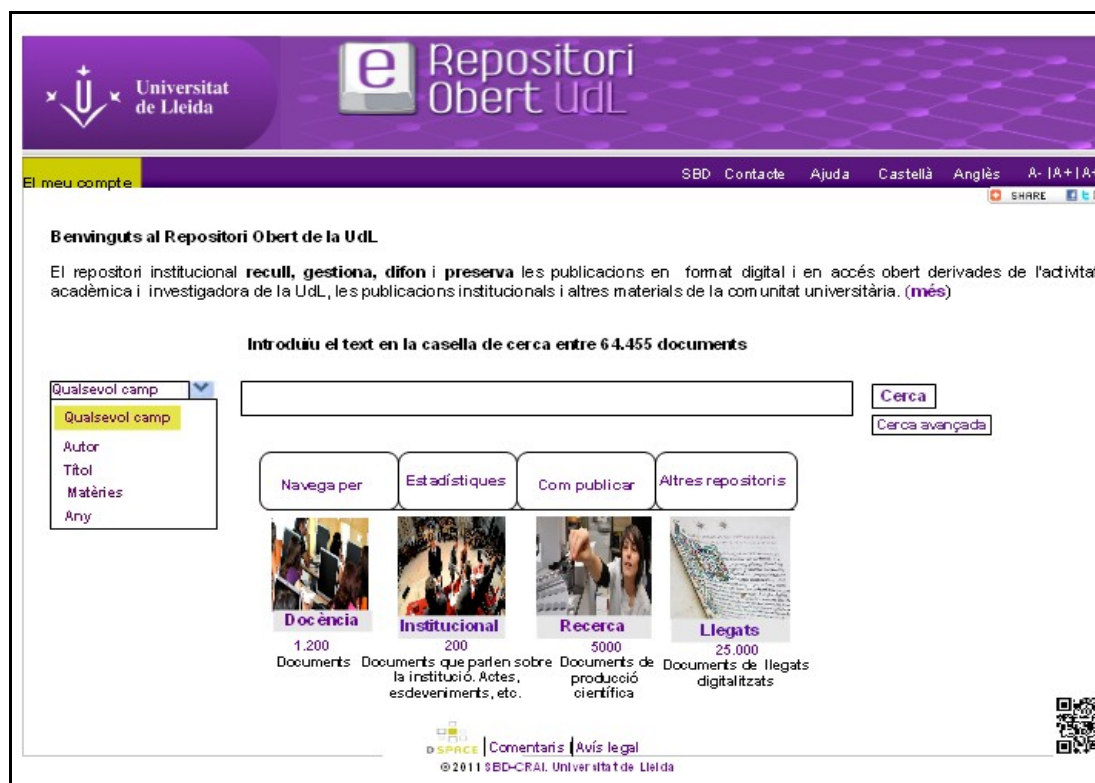 Universitat
de Lleida
e
Repositori
Obert UdL
El meu compte
SBD Contacte Ajuda Castellà Anglès A- |A+|A
SHARE
Benvinguts al Repositori Obert de la UdL
El repositori institucional recull, gestiona, difon i preserva les publicacions en format digital i en accés obert derivades de l'activitat
acadèmica i investigadora de la UdL, les publicacions institucionals i altres materials de la comunitat universitària. (més)
Introduïu el text en la casella de cerca entre 64.455 documents
Qualsevol camp
Cerca
Cerca avançada
Qualsevol camp
Autor
Títol
Matèries
Any
Navega per
Estadístiques
Com publicar
Altres repositoris
Docència
1.200
Documents
Institucional
200
Documents que parlen sobre
la institució. Actes,
esdeveniments, etc.
Recerca
5000
Documents de
producció
científica
Llegats
25.000
Documents de llegats
digitalitzats
DSPACE |Comentaris |Avís legal
©2011 SBD-CRAI. Universitat de Lleida